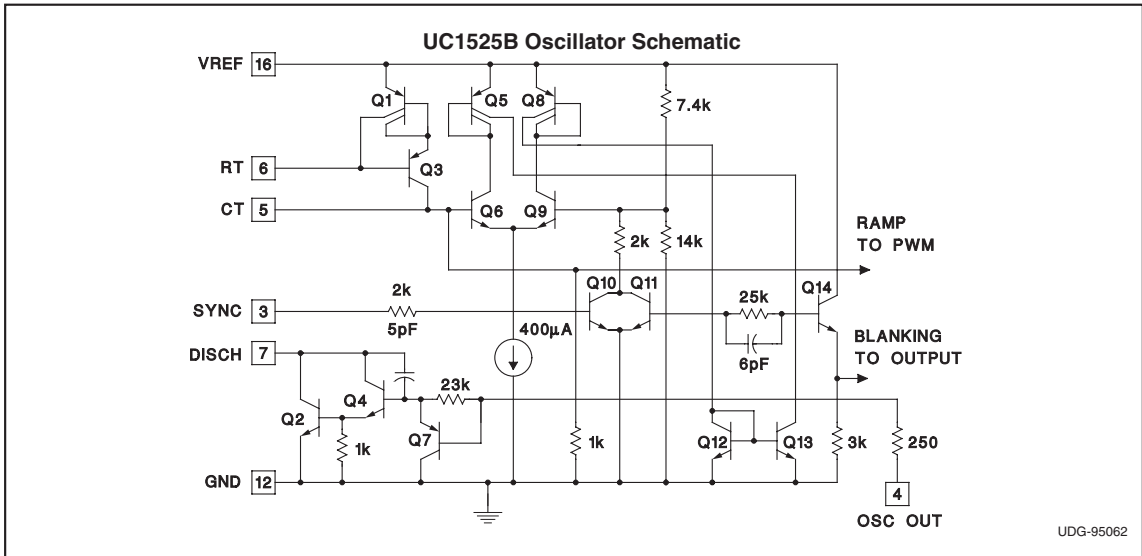 UC1525B Oscillator Schematic
VREF 16
Q1
Q5
Q8
7.4k
RT 6
Q3
CT 5
Q6
Q9
2k
14k
RAMP
TO PWM
Q10
Q11
Q14
SYNC 3
2k
25k
5pF
400µA
6pF
BLANKING
TO OUTPUT
DISCH 7
23k
Q4
Q2
Q7
1k
1k
Q12
Q13
3k
250
GND 12
4
OSC OUT
UDG-95062